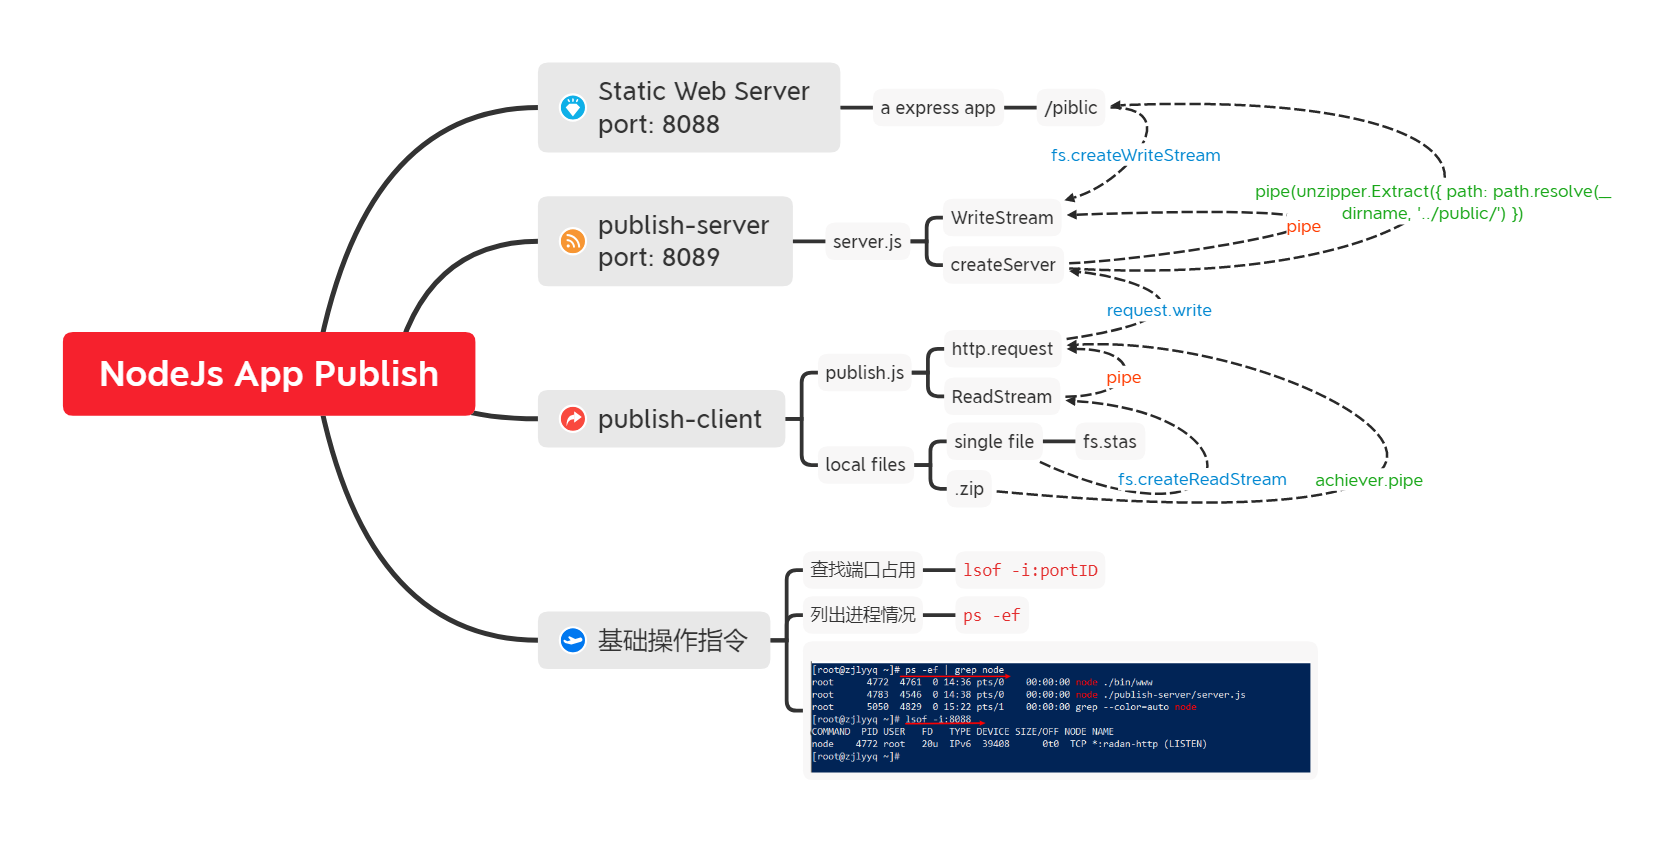 NodeJs App Publish
Static Web Server
port: 8088
a express app
/piblic
fs.createWriteStream
pipe(unzipper.Extract({ path: path.resolve(__
dirname, '../public/') })
publish-server
port: 8089
server.js
WriteStream
createServer
pipe
request.write
publish-client
publish.js
http.request
ReadStream
pipe
local files
single file
fs.stas
.zip
fs.createReadStream
achiever.pipe
基础操作指令
查找端口占用
lsof -i:portID
列出进程情况
ps -ef
[root@zjlyyq ~]# ps -ef | grep node
root 4772 4761 0 14:36 pts/0 00:00:00 node ./bin/www
root 4783 4546 0 14:38 pts/0 00:00:00 node ./publish-server/server.js
root 5050 4829 0 15:22 pts/1 00:00:00 grep --color=auto node
[root@zjlyyq ~]# lsof -i:8088
COMMAND PID USER FD TYPE DEVICE SIZE/OFF NODE NAME
node 4772 root 20u IPv6 39408 0t0 TCP *:radan-http (LISTEN)
[root@zjlyyq ~]#